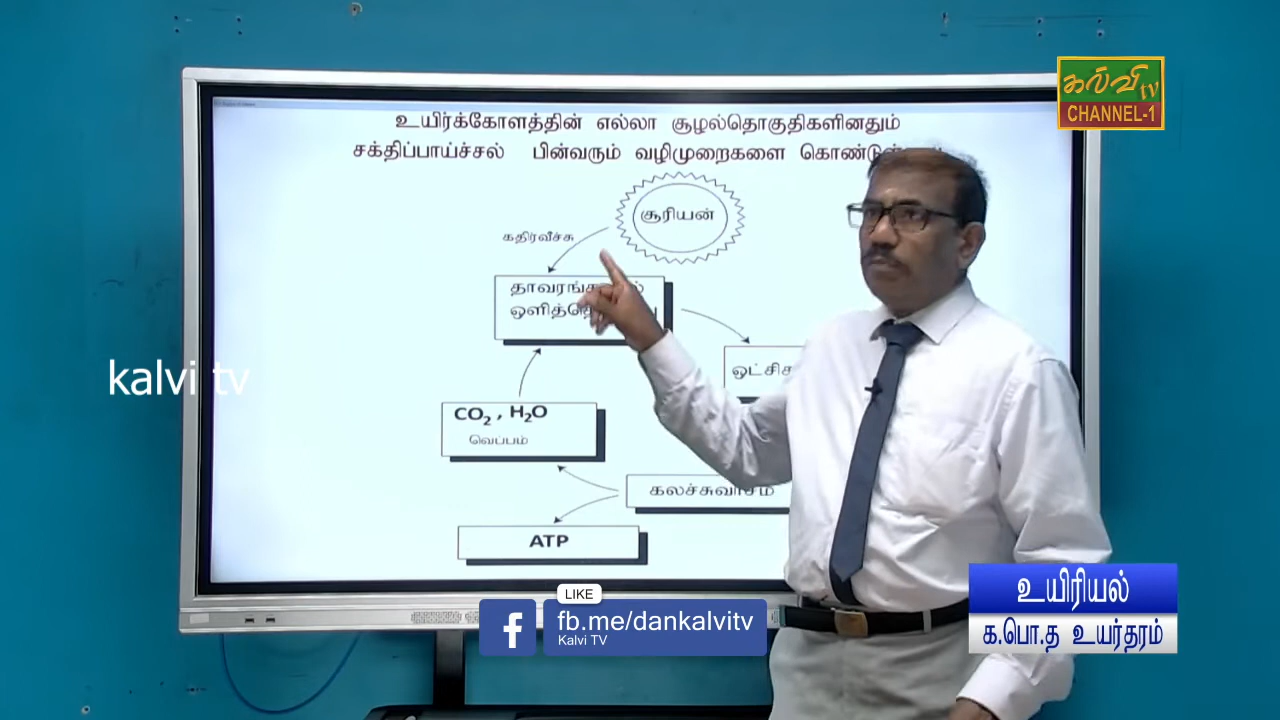 கல்வி TV
CHANNEL-1
உயிர்க்கோளத்தின் எல்லா சூழல்தொகுதிகளினதும்
சக்திப்பாய்ச்சல் பின்வரும் வழிமுறைகளை
சூரியன்
கதிர்வீச்சு
CO₂ , H₂O
வெப்பம்
கலச்சுவாசம்
ATP
kalvi tv
LIKE
fb.me/dankalvitv
Kalvi TV
உயிரியல்
க.பொ.த உயர்தரம்